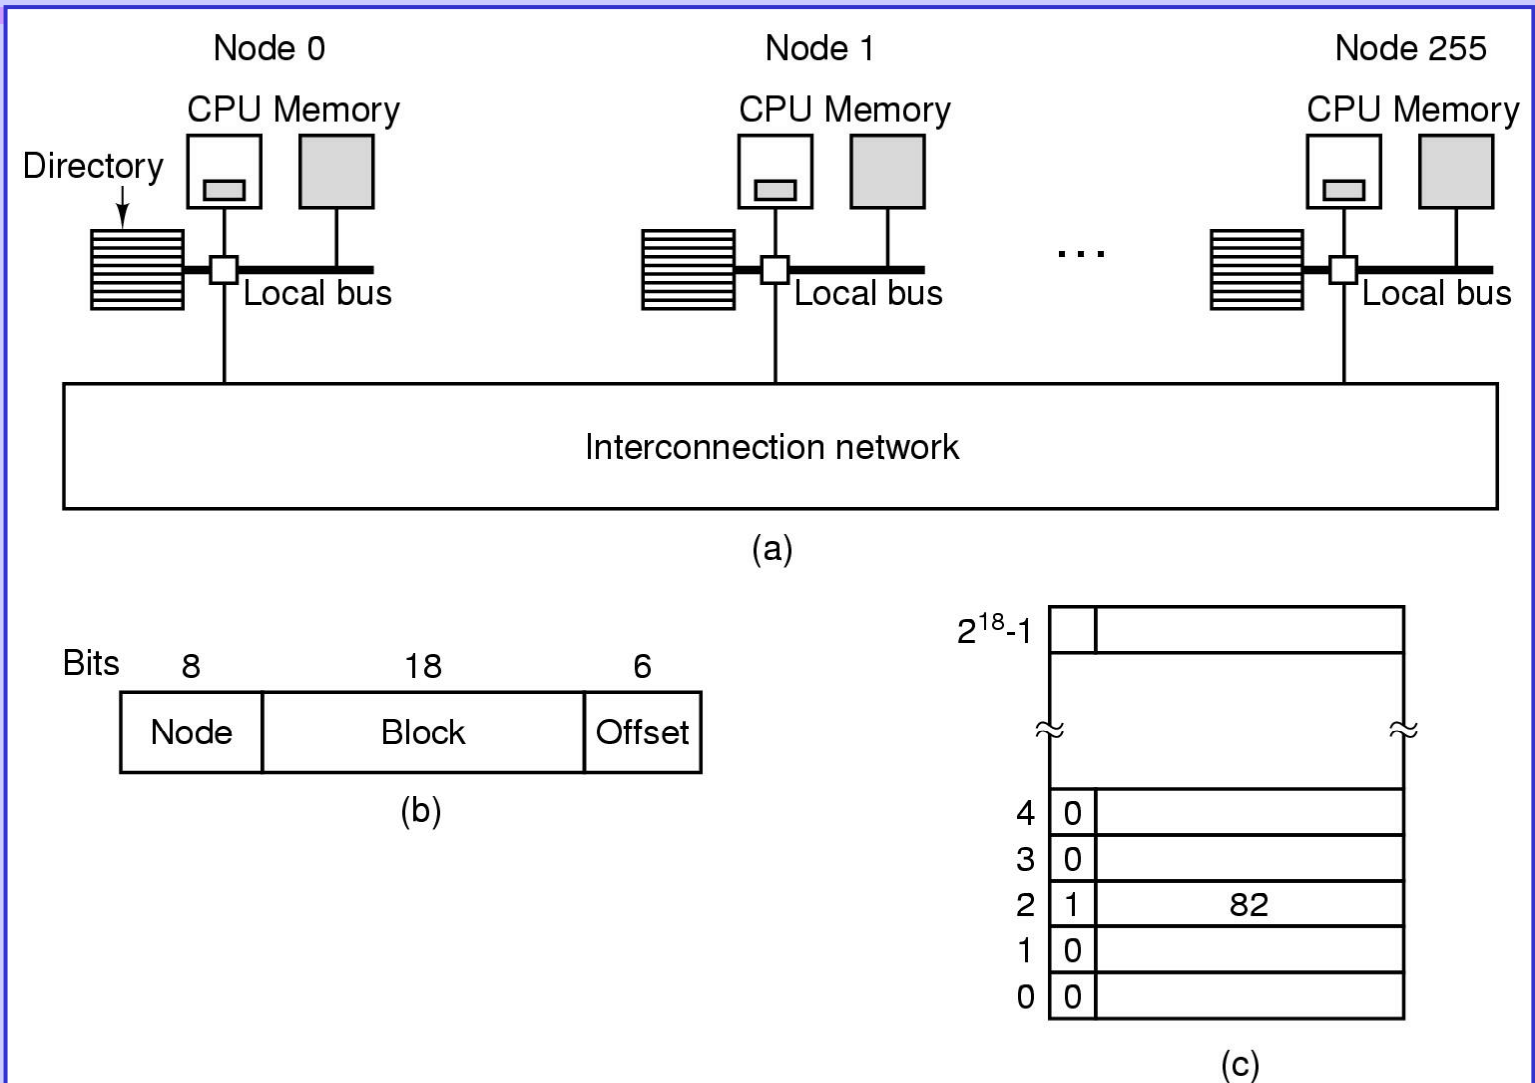 Node 0 Node 1 Node 255
CPU Memory CPU Memory CPU Memory
Directory
Local bus Local bus ... Local bus
Interconnection network
(a)
Bits 8 18 6
Node Block Offset
(b)
2^18-1
4 0
3 0
2 1 82
1 0
0 0
(c)